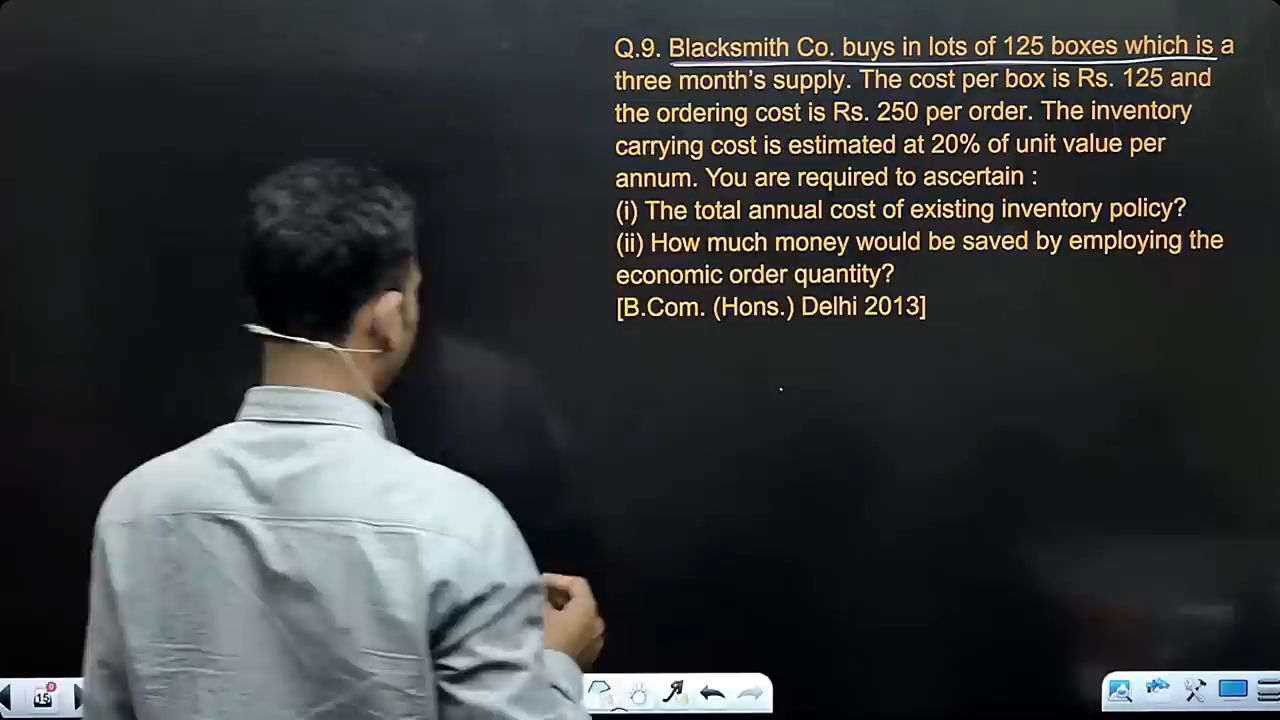 Q.9. Blacksmith Co. buys in lots of 125 boxes which is a
three month's supply. The cost per box is Rs. 125 and
the ordering cost is Rs. 250 per order. The inventory
carrying cost is estimated at 20% of unit value per
annum. You are required to ascertain :
(i) The total annual cost of existing inventory policy?
(ii) How much money would be saved by employing the
economic order quantity?
[B.Com. (Hons.) Delhi 2013]
15